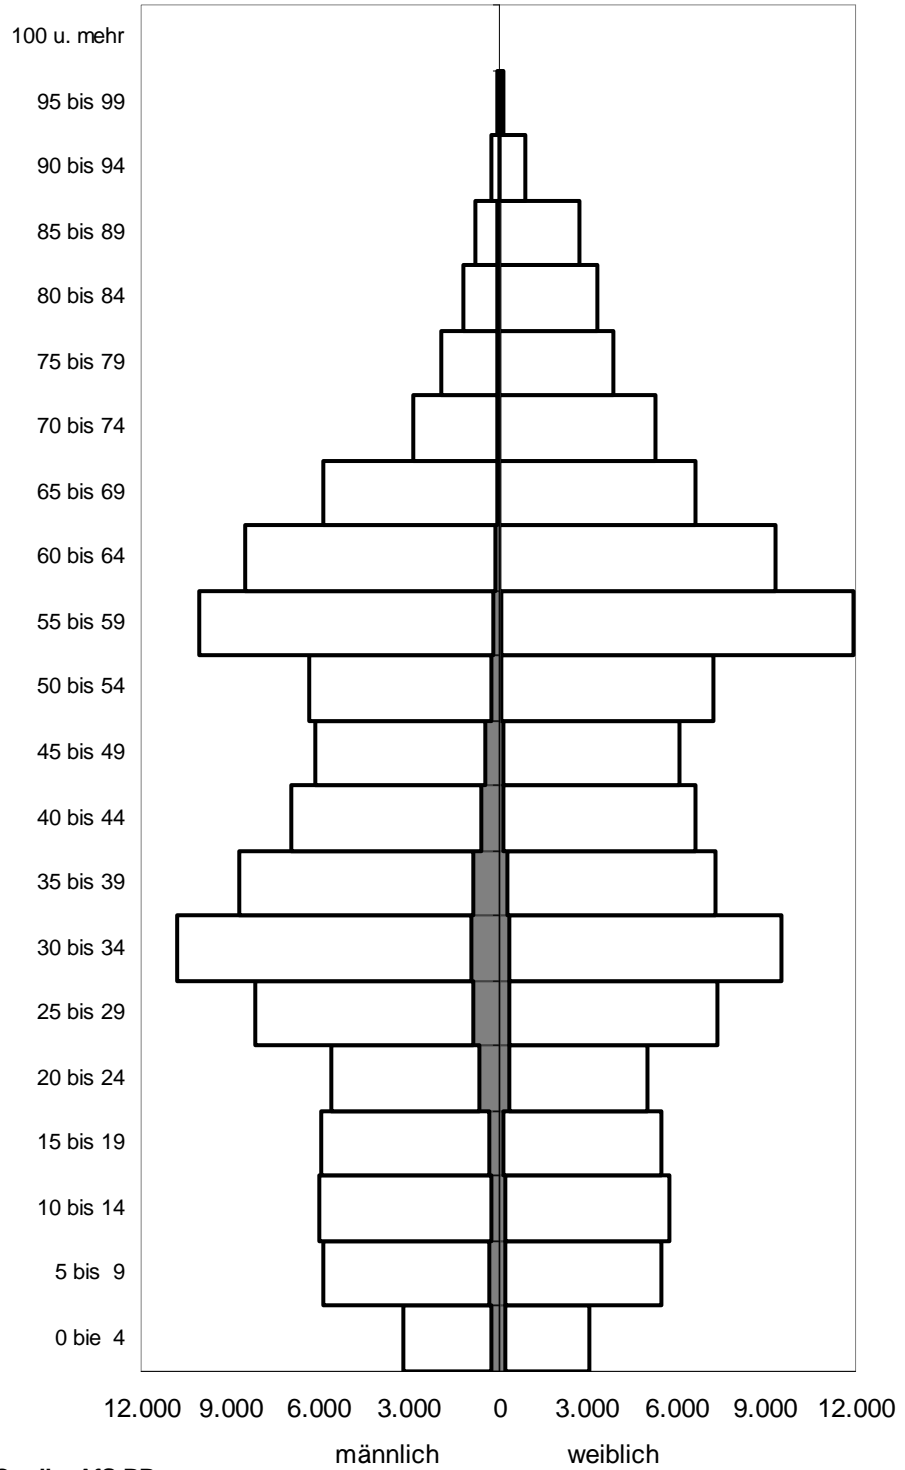 100 u. mehr
95 bis 99
90 bis 94
85 bis 89
80 bis 84
75 bis 79
70 bis 74
65 bis 69
60 bis 64
55 bis 59
50 bis 54
45 bis 49
40 bis 44
35 bis 39
30 bis 34
25 bis 29
20 bis 24
15 bis 19
10 bis 14
5 bis 9
0 bie 4
12.000 9.000 6.000 3.000 0 3.000 6.000 9.000 12.000
männlich weiblich